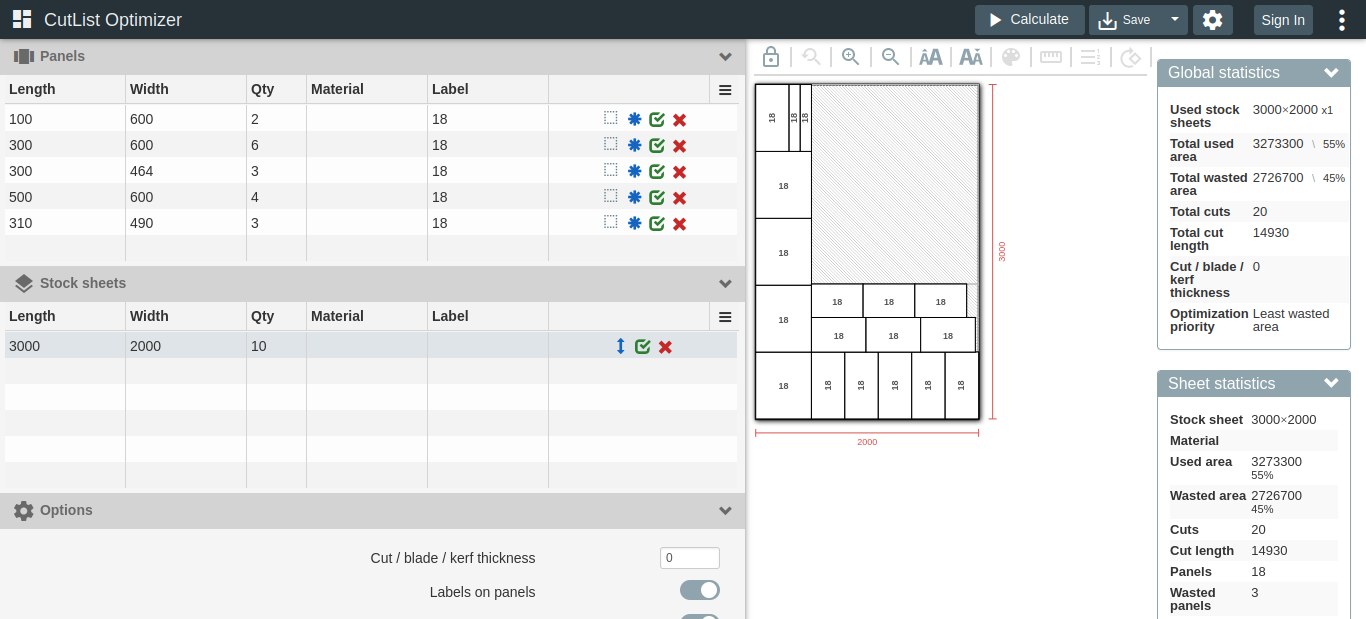 CutList Optimizer
Calculate
Save
Sign In
Panels
Length Width Qty Material Label
100 600 2 18
300 600 6 18
300 464 3 18
500 600 4 18
310 490 3 18
Stock sheets
Length Width Qty Material Label
3000 2000 10
Options
Cut / blade / kerf thickness 0
Labels on panels
18 18 18
18
18
18
18 18 18
18 18 18
18 18 18 18 18 18
3000
2000
Global statistics
Used stock sheets 3000×2000 x1
Total used area 3273300 \ 55%
Total wasted area 2726700 \ 45%
Total cuts 20
Total cut length 14930
Cut / blade / kerf thickness 0
Optimization priority Least wasted area
Sheet statistics
Stock sheet 3000×2000
Material
Used area 3273300
55%
Wasted area 2726700
45%
Cuts 20
Cut length 14930
Panels 18
Wasted panels 3